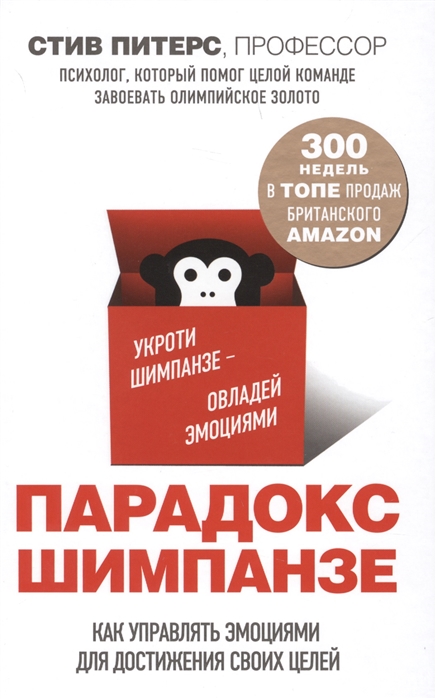 СТИВ ПИТЕРС, ПРОФЕССОР
ПСИХОЛОГ, КОТОРЫЙ ПОМОГ ЦЕЛОЙ КОМАНДЕ
ЗАВОЕВАТЬ ОЛИМПИЙСКОЕ ЗОЛОТО
300
НЕДЕЛЬ
В ТОПЕ ПРОДАЖ
БРИТАНСКОГО
AMAZON
УКРОТИ
ШИМПАНЗЕ –
ОВЛАДЕЙ
ЭМОЦИЯМИ
ПАРАДОКС
ШИМПАНЗЕ
КАК УПРАВЛЯТЬ ЭМОЦИЯМИ
ДЛЯ ДОСТИЖЕНИЯ СВОИХ ЦЕЛЕЙ